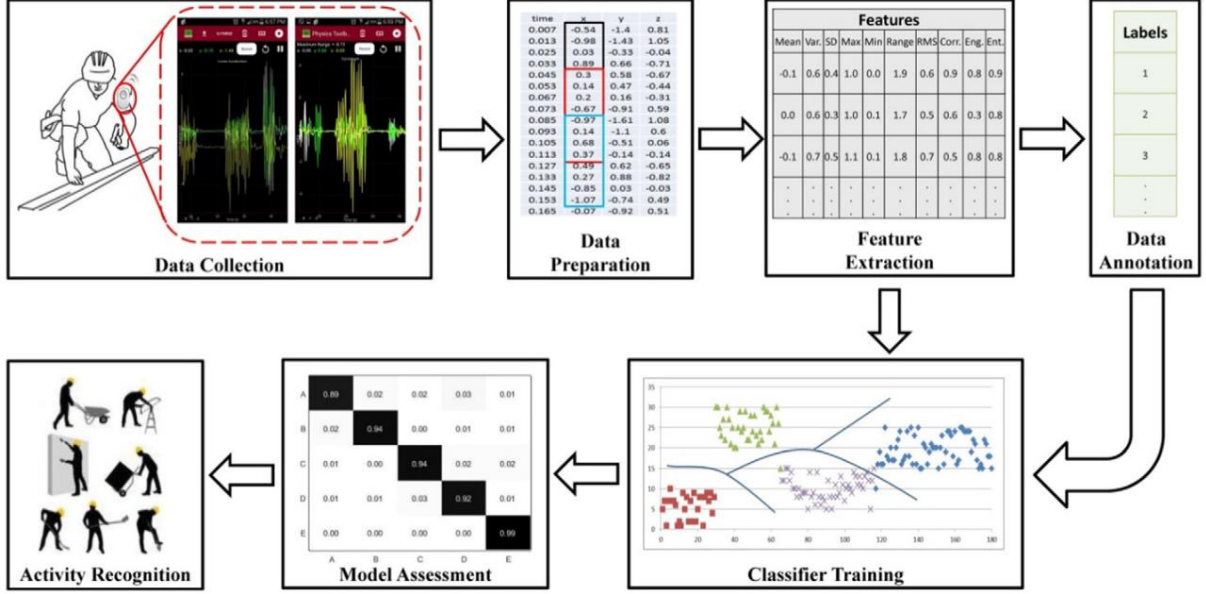 Physics Toolb..
Data Collection
time x y z
0.007 -0.54 -1.4 0.81
0.013 -0.98 -1.43 1.05
0.025 0.03 -0.33 -0.04
0.033 0.89 0.66 -0.71
0.045 0.3 0.58 -0.67
0.053 0.14 0.47 -0.44
0.067 0.2 0.16 -0.31
0.073 -0.67 -0.91 0.59
0.085 -0.97 -1.61 1.08
0.093 0.14 -1.1 0.6
0.105 0.68 -0.51 0.06
0.113 0.37 -0.14 -0.14
0.127 0.49 0.62 -0.65
0.133 0.27 0.88 -0.82
0.145 -0.85 0.03 -0.03
0.153 -1.07 -0.74 0.49
0.165 -0.07 -0.92 0.51
Data
Preparation
Features
Mean Var. SD Max Min Range RMS Corr. Eng. Ent.
-0.1 0.6 0.4 1.0 0.0 1.9 0.6 0.9 0.8 0.9
0.0 0.6 0.3 1.0 0.1 1.7 0.5 0.6 0.3 0.8
-0.1 0.7 0.5 1.1 0.1 1.8 0.7 0.5 0.8 0.8
Feature
Extraction
Labels
1
2
3
Data
Annotation
Activity Recognition
A 0.89 0.02 0.02 0.03 0.01
B 0.02 0.94 0.00 0.01 0.01
C 0.01 0.00 0.94 0.02 0.02
D 0.01 0.01 0.03 0.92 0.01
E 0.00 0.00 0.00 0.00 0.99
A B C D E
Model Assessment
35
30
25
20
15
10
5
0
0 20 40 60 80 100 120 140 160 180
Classifier Training